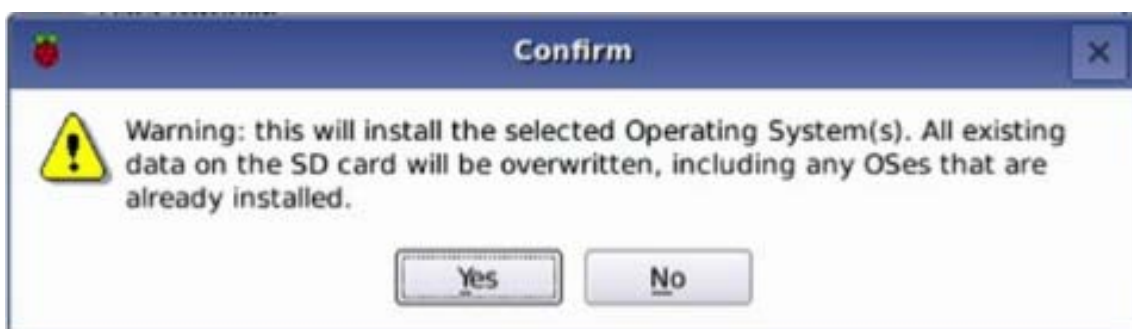 Confirm
Warning: this will install the selected Operating System(s). All existing
data on the SD card will be overwritten, including any OSes that are
already installed.
Yes
No